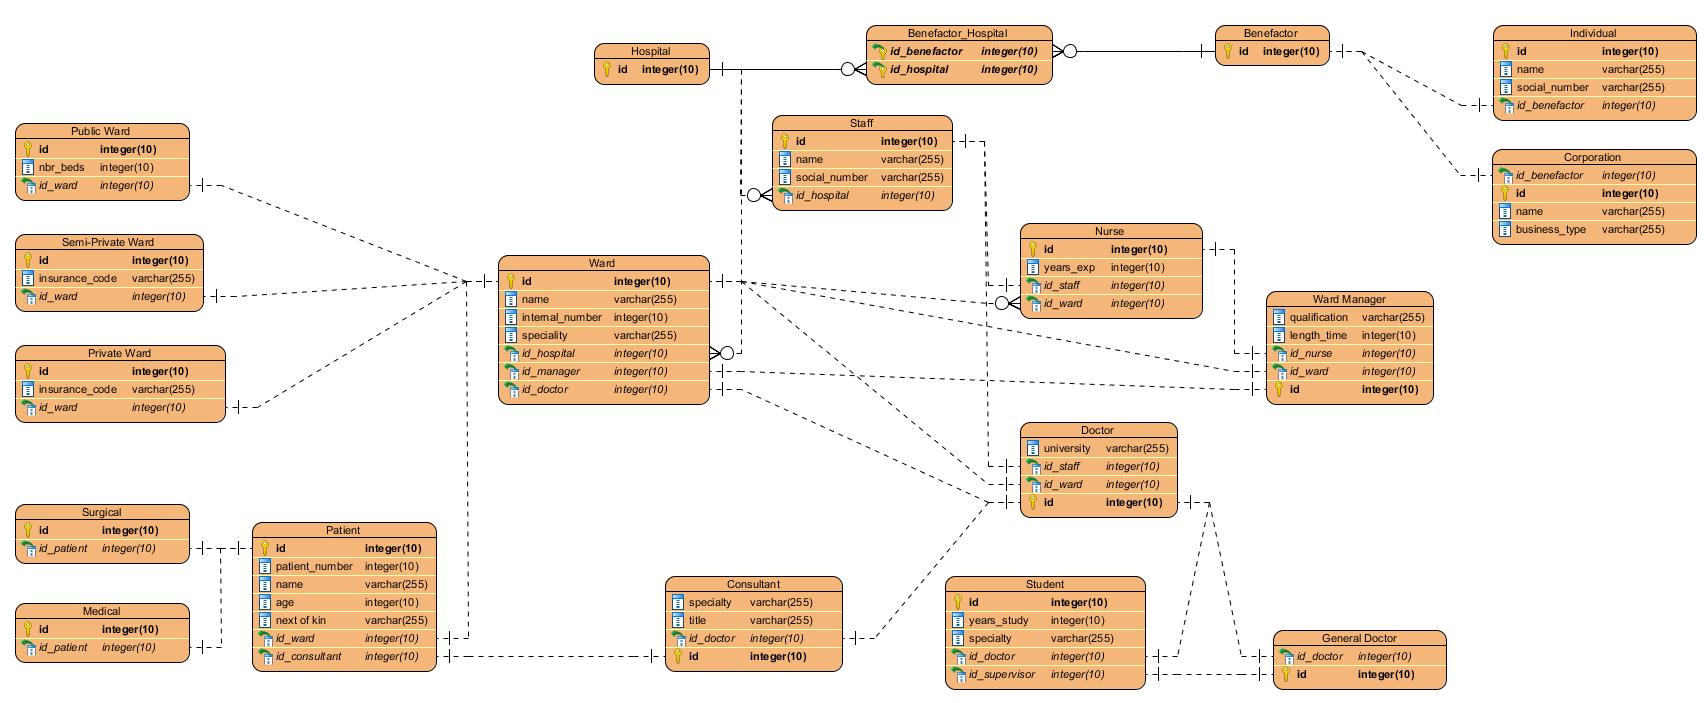 Hospital
id integer(10)
Benefactor_Hospital
id_benefactor integer(10)
id_hospital integer(10)
Benefactor
id integer(10)
Individual
id integer(10)
name varchar(255)
social_number varchar(255)
id_benefactor integer(10)
Public Ward
id integer(10)
nbr_beds integer(10)
id_ward integer(10)
Staff
id integer(10)
name varchar(255)
social_number varchar(255)
id_hospital integer(10)
Corporation
id_benefactor integer(10)
id integer(10)
name varchar(255)
business_type varchar(255)
Semi-Private Ward
id integer(10)
insurance_code varchar(255)
id_ward integer(10)
Ward
id integer(10)
name varchar(255)
internal_number integer(10)
speciality varchar(255)
id_hospital integer(10)
id_manager integer(10)
id_doctor integer(10)
Nurse
id integer(10)
years_exp integer(10)
id_staff integer(10)
id_ward integer(10)
Ward Manager
qualification varchar(255)
length_time integer(10)
id_nurse integer(10)
id_ward integer(10)
id integer(10)
Private Ward
id integer(10)
insurance_code varchar(255)
id_ward integer(10)
Doctor
university varchar(255)
id_staff integer(10)
id_ward integer(10)
id integer(10)
Surgical
id integer(10)
id_patient integer(10)
Patient
id integer(10)
patient_number integer(10)
name varchar(255)
age integer(10)
next of kin varchar(255)
id_ward integer(10)
id_consultant integer(10)
Medical
id integer(10)
id_patient integer(10)
Consultant
specialty varchar(255)
title varchar(255)
id_doctor integer(10)
id integer(10)
Student
id integer(10)
years_study integer(10)
specialty varchar(255)
id_doctor integer(10)
id_supervisor integer(10)
General Doctor
id_doctor integer(10)
id integer(10)